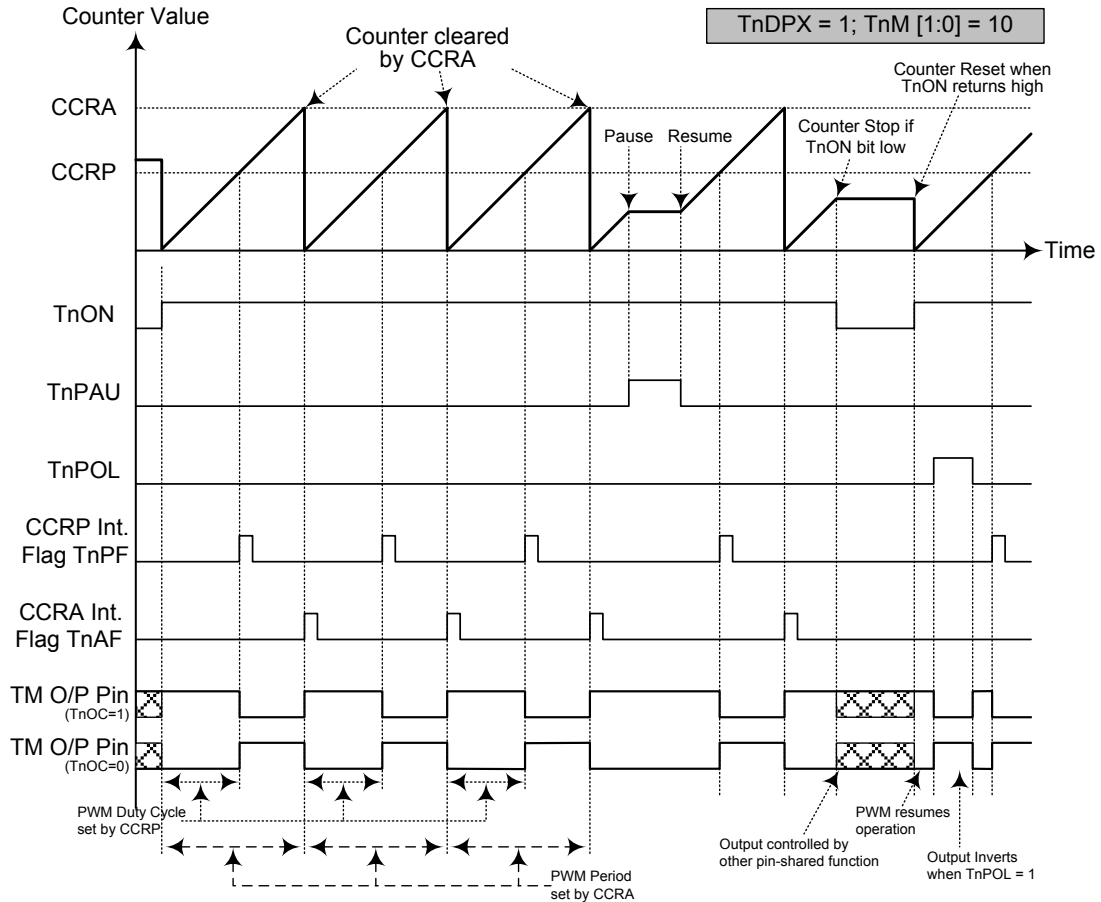 Counter Value
TnDPX = 1; TnM [1:0] = 10
Counter cleared
by CCRA
Counter Reset when
TnON returns high
CCRA
Pause
Resume
Counter Stop if
TnON bit low
CCRP
Time
TnON
TnPAU
TnPOL
CCRP Int.
Flag TnPF
CCRA Int.
Flag TnAF
TM O/P Pin
(TnOC=1)
TM O/P Pin
(TnOC=0)
PWM Duty Cycle
set by CCRP
PWM resumes
operation
Output controlled by
other pin-shared function
Output Inverts
when TnPOL = 1
PWM Period
set by CCRA